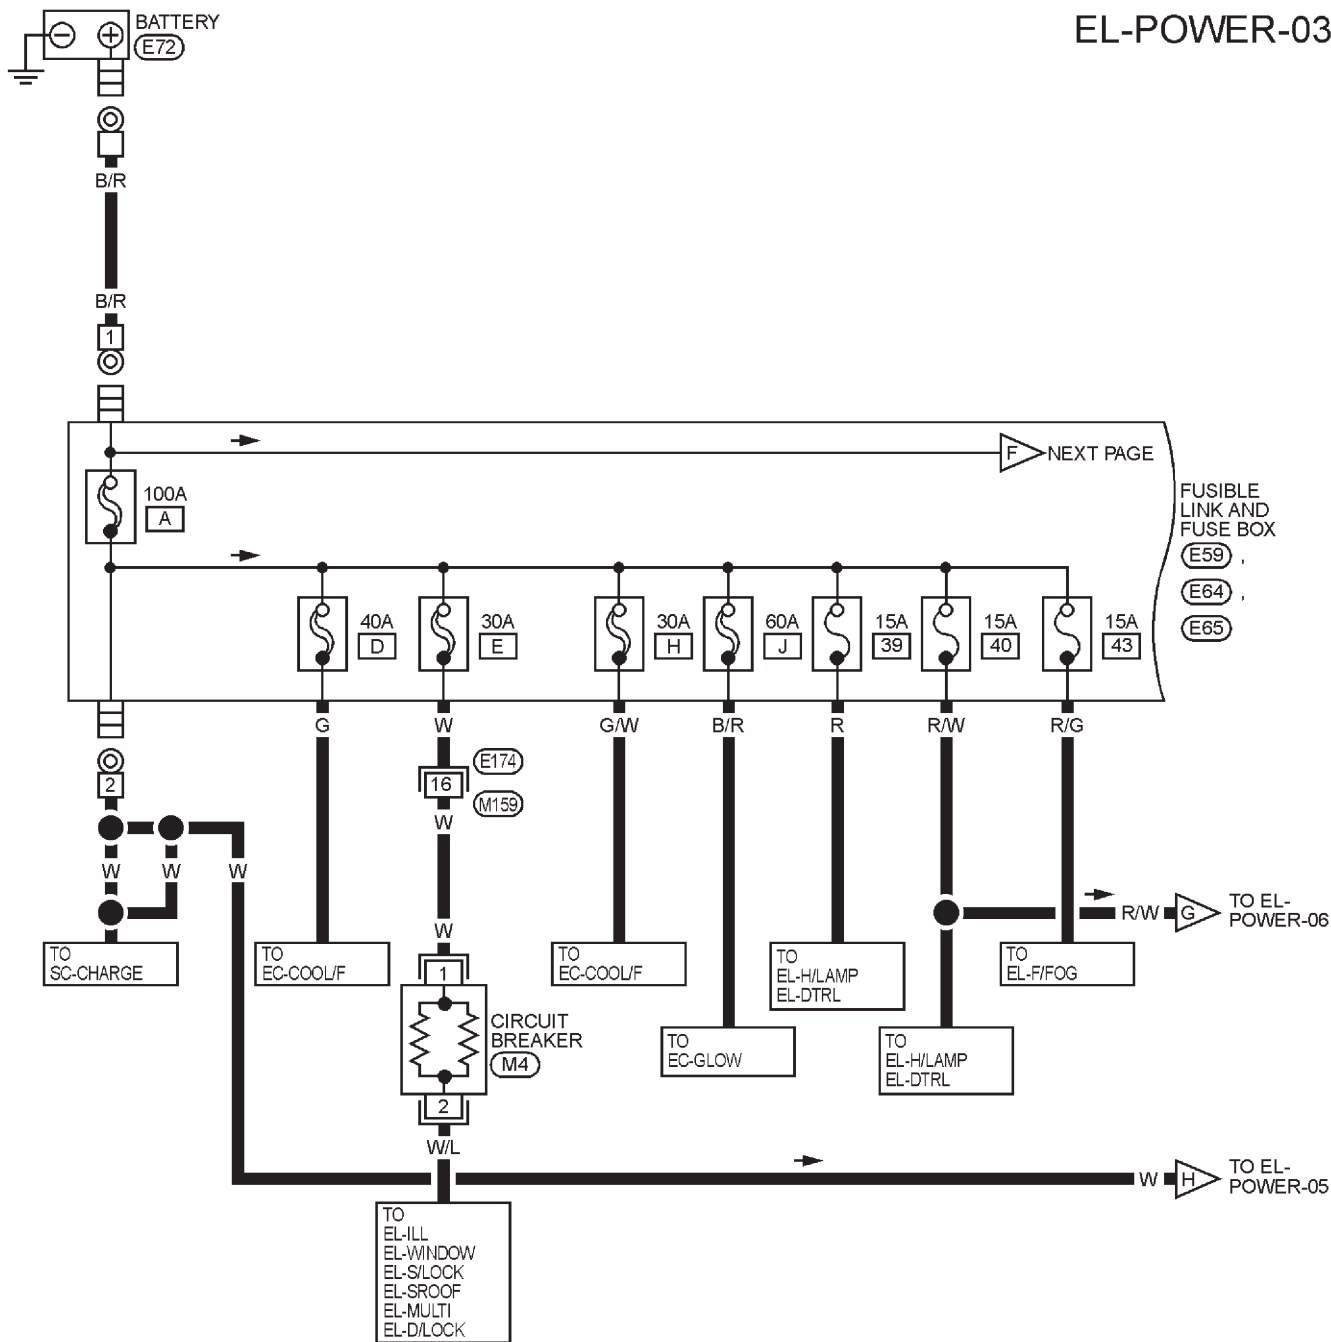 EL-POWER-03
BATTERY
E72
B/R
B/R
1
F NEXT PAGE
100A
A
FUSIBLE
LINK AND
FUSE BOX
E59 ,
E64 ,
E65
40A
D
30A
E
30A
H
60A
J
15A
39
15A
40
15A
43
G
W
G/W
B/R
R
R/W
R/G
2
16
E174
M159
W
W
W
W
W
R/W
G
TO EL-
POWER-06
TO
SC-CHARGE
TO
EC-COOL/F
TO
EC-COOL/F
TO
EL-H/LAMP
EL-DTRL
TO
EL-F/FOG
1
CIRCUIT
BREAKER
M4
2
TO
EC-GLOW
TO
EL-H/LAMP
EL-DTRL
W/L
W
H
TO EL-
POWER-05
TO
EL-ILL
EL-WINDOW
EL-S/LOCK
EL-SROOF
EL-MULTI
EL-D/LOCK